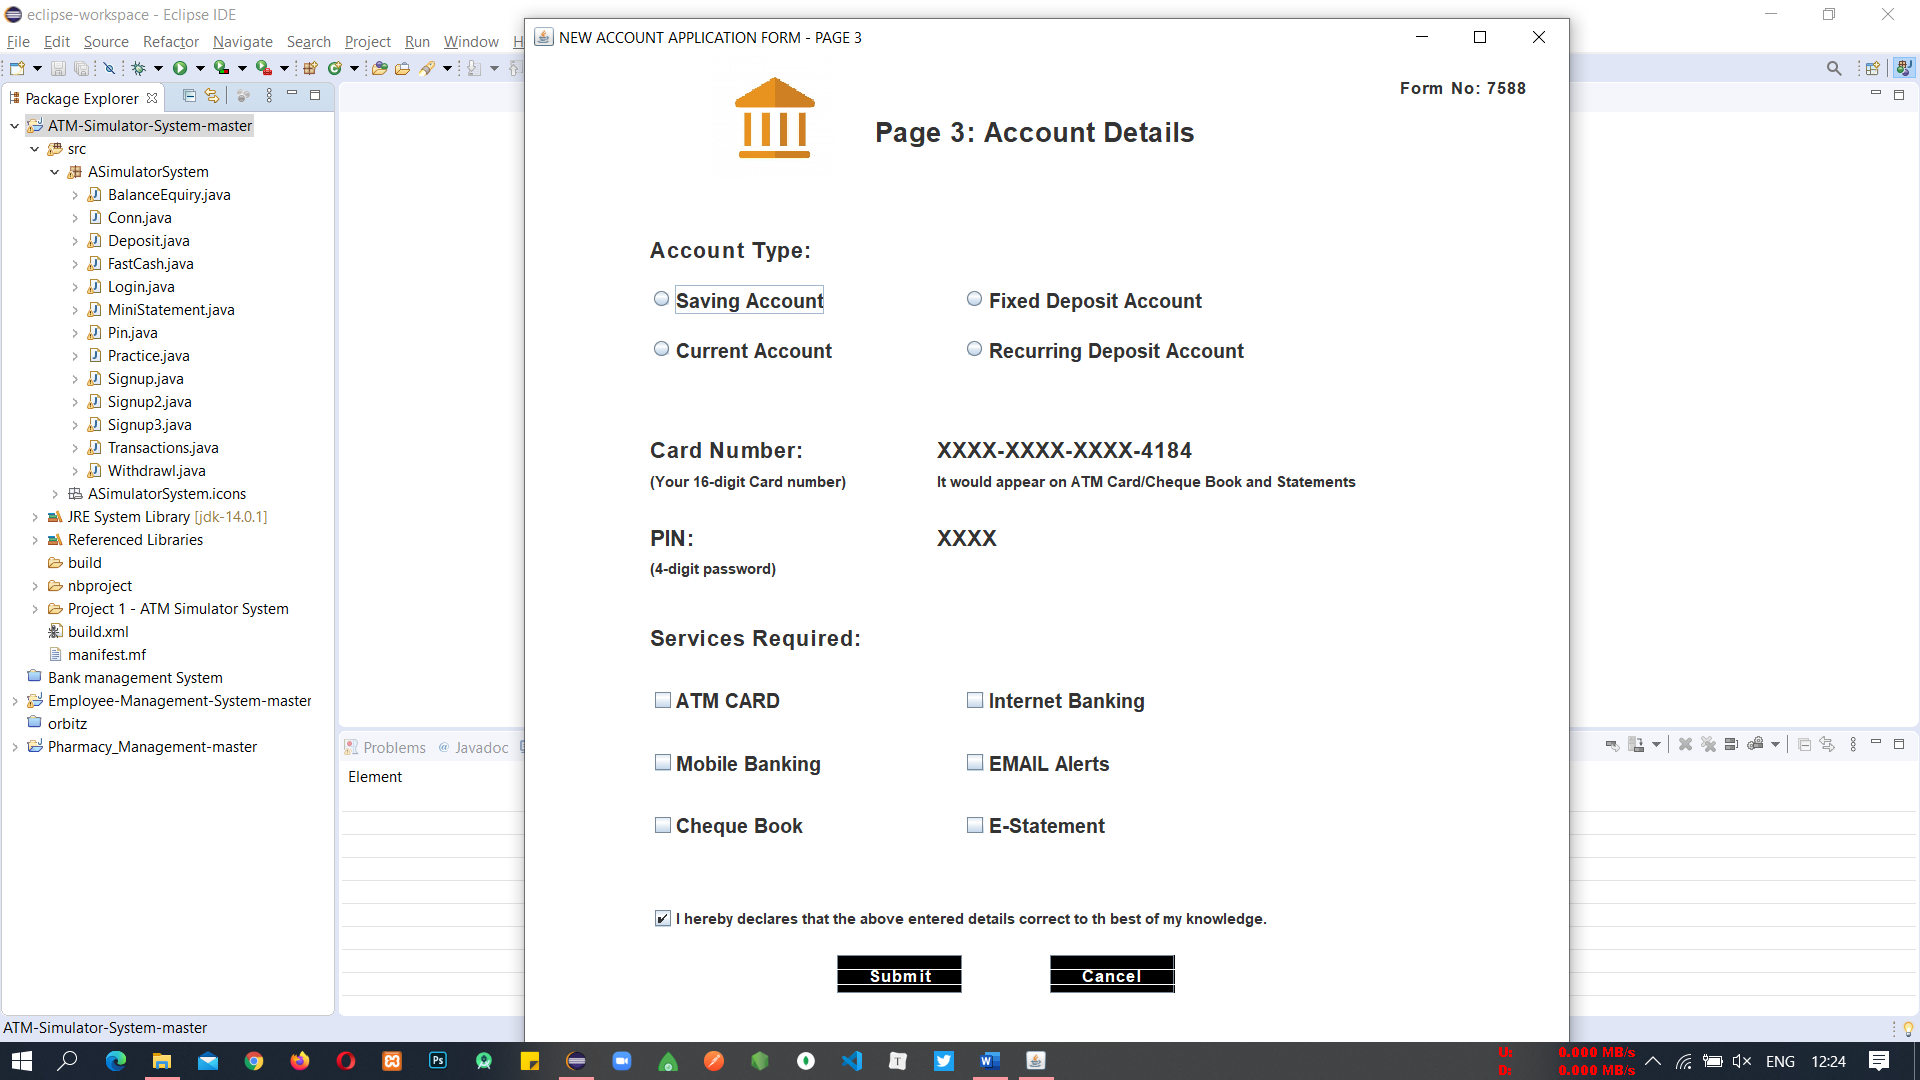 eclipse-workspace - Eclipse IDE
File Edit Source Refactor Navigate Search Project Run Window H
Package Explorer
ATM-Simulator-System-master
src
ASimulatorSystem
BalanceEquiry.java
Conn.java
Deposit.java
FastCash.java
Login.java
MiniStatement.java
Pin.java
Practice.java
Signup.java
Signup2.java
Signup3.java
Transactions.java
Withdrawl.java
ASimulatorSystem.icons
JRE System Library [jdk-14.0.1]
Referenced Libraries
build
nbproject
Project 1 - ATM Simulator System
build.xml
manifest.mf
Bank management System
Employee-Management-System-master
orbitz
Pharmacy_Management-master
Problems @ Javadoc
Element
NEW ACCOUNT APPLICATION FORM - PAGE 3
Form No: 7588
Page 3: Account Details
Account Type:
Saving Account Fixed Deposit Account
Current Account Recurring Deposit Account
Card Number: XXXX-XXXX-XXXX-4184
(Your 16-digit Card number) It would appear on ATM Card/Cheque Book and Statements
PIN: XXXX
(4-digit password)
Services Required:
ATM CARD Internet Banking
Mobile Banking EMAIL Alerts
Cheque Book E-Statement
I hereby declares that the above entered details correct to th best of my knowledge.
Submit Cancel
ATM-Simulator-System-master
Ps
T
U: 0.000 MB/s
D: 0.000 MB/s
ENG 12:24